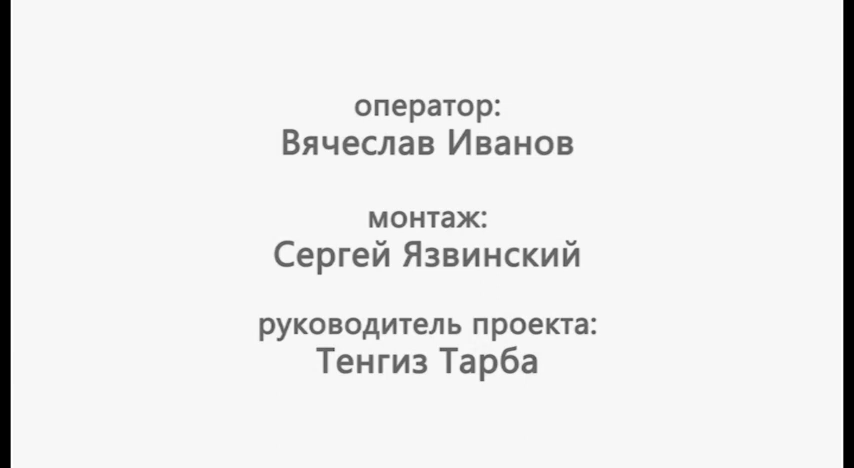 оператор:
Вячеслав Иванов
монтаж:
Сергей Язвинский
руководитель проекта:
Тенгиз Тарба